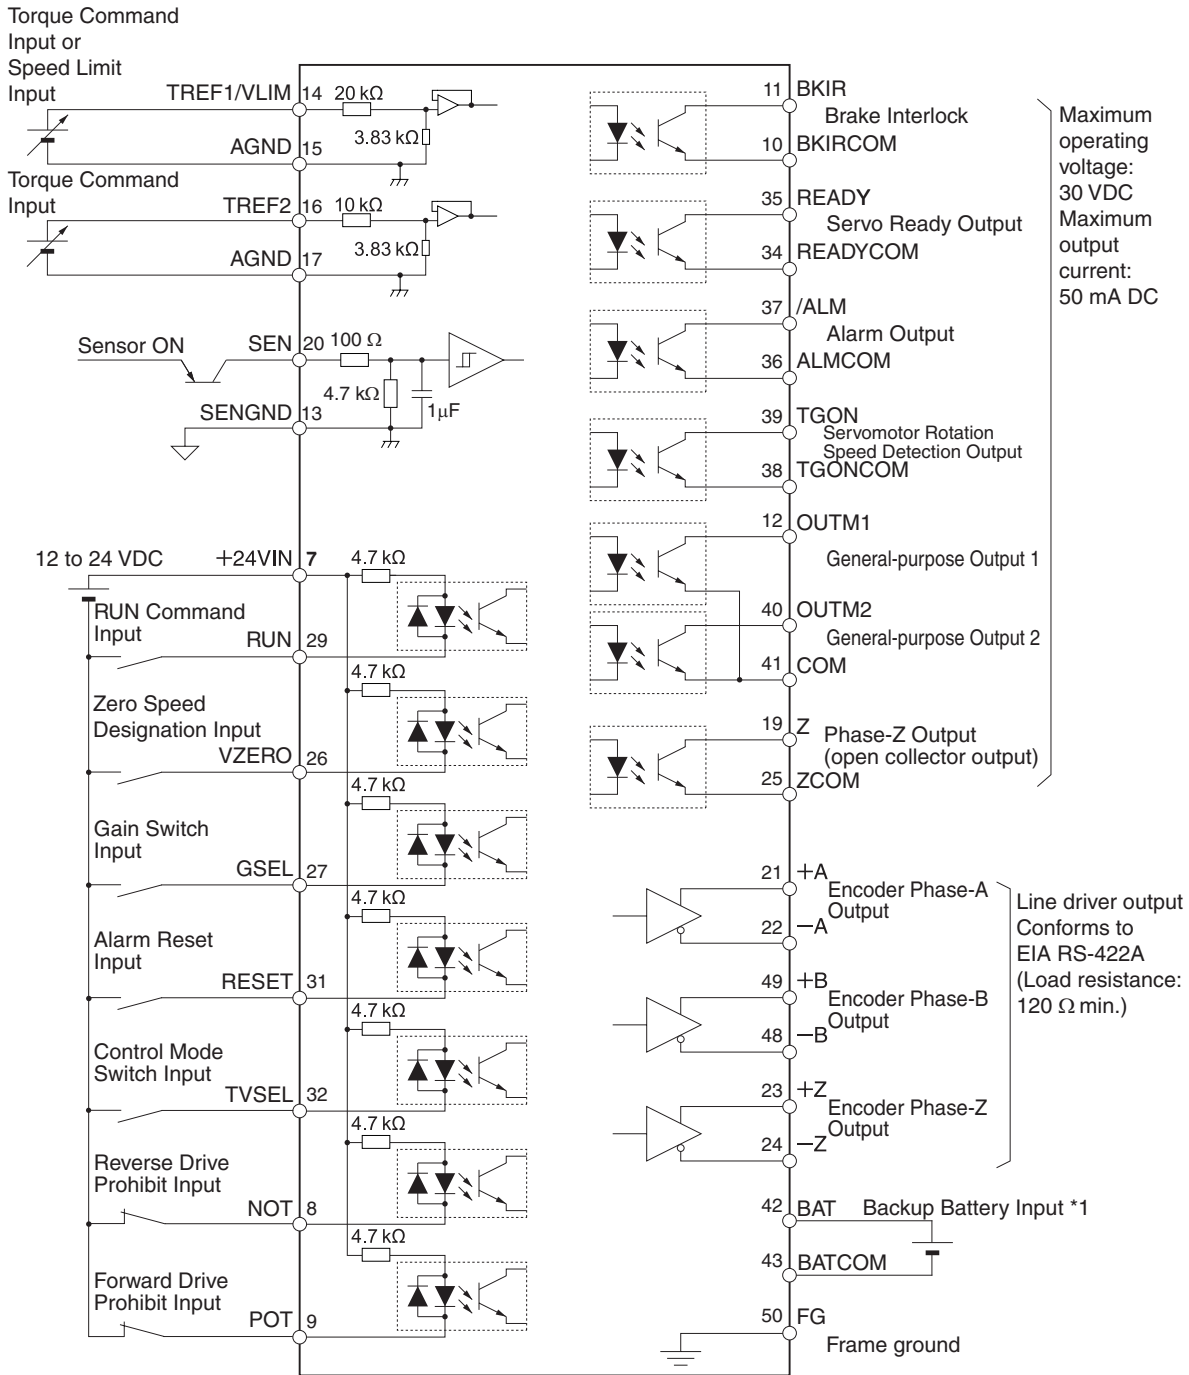 Torque Command
Input or
Speed Limit
Input
TREF1/VLIM 14 20 kΩ
3.83 kΩ
AGND 15
Torque Command
Input
TREF2 16 10 kΩ
3.83 kΩ
AGND 17
Sensor ON SEN 20 100 Ω
4.7 kΩ
1μF
SENGND 13
12 to 24 VDC +24VIN 7 4.7 kΩ
RUN Command
Input
RUN 29
4.7 kΩ
Zero Speed
Designation Input
VZERO 26
4.7 kΩ
Gain Switch
Input
GSEL 27
4.7 kΩ
Alarm Reset
Input
RESET 31
4.7 kΩ
Control Mode
Switch Input
TVSEL 32
4.7 kΩ
Reverse Drive
Prohibit Input
NOT 8
4.7 kΩ
Forward Drive
Prohibit Input
POT 9
11 BKIR
Brake Interlock
10 BKIRCOM
35 READY
Servo Ready Output
34 READYCOM
37 /ALM
Alarm Output
36 ALMCOM
39 TGON
Servomotor Rotation
Speed Detection Output
38 TGONCOM
12 OUTM1
General-purpose Output 1
40 OUTM2
General-purpose Output 2
41 COM
19 Z
Phase-Z Output
(open collector output)
25 ZCOM
Maximum
operating
voltage:
30 VDC
Maximum
output
current:
50 mA DC
21 +A
Encoder Phase-A
Output
22 −A
49 +B
Encoder Phase-B
Output
48 −B
23 +Z
Encoder Phase-Z
Output
24 −Z
Line driver output
Conforms to
EIA RS-422A
(Load resistance:
120 Ω min.)
42 BAT Backup Battery Input *1
43 BATCOM
50 FG
Frame ground